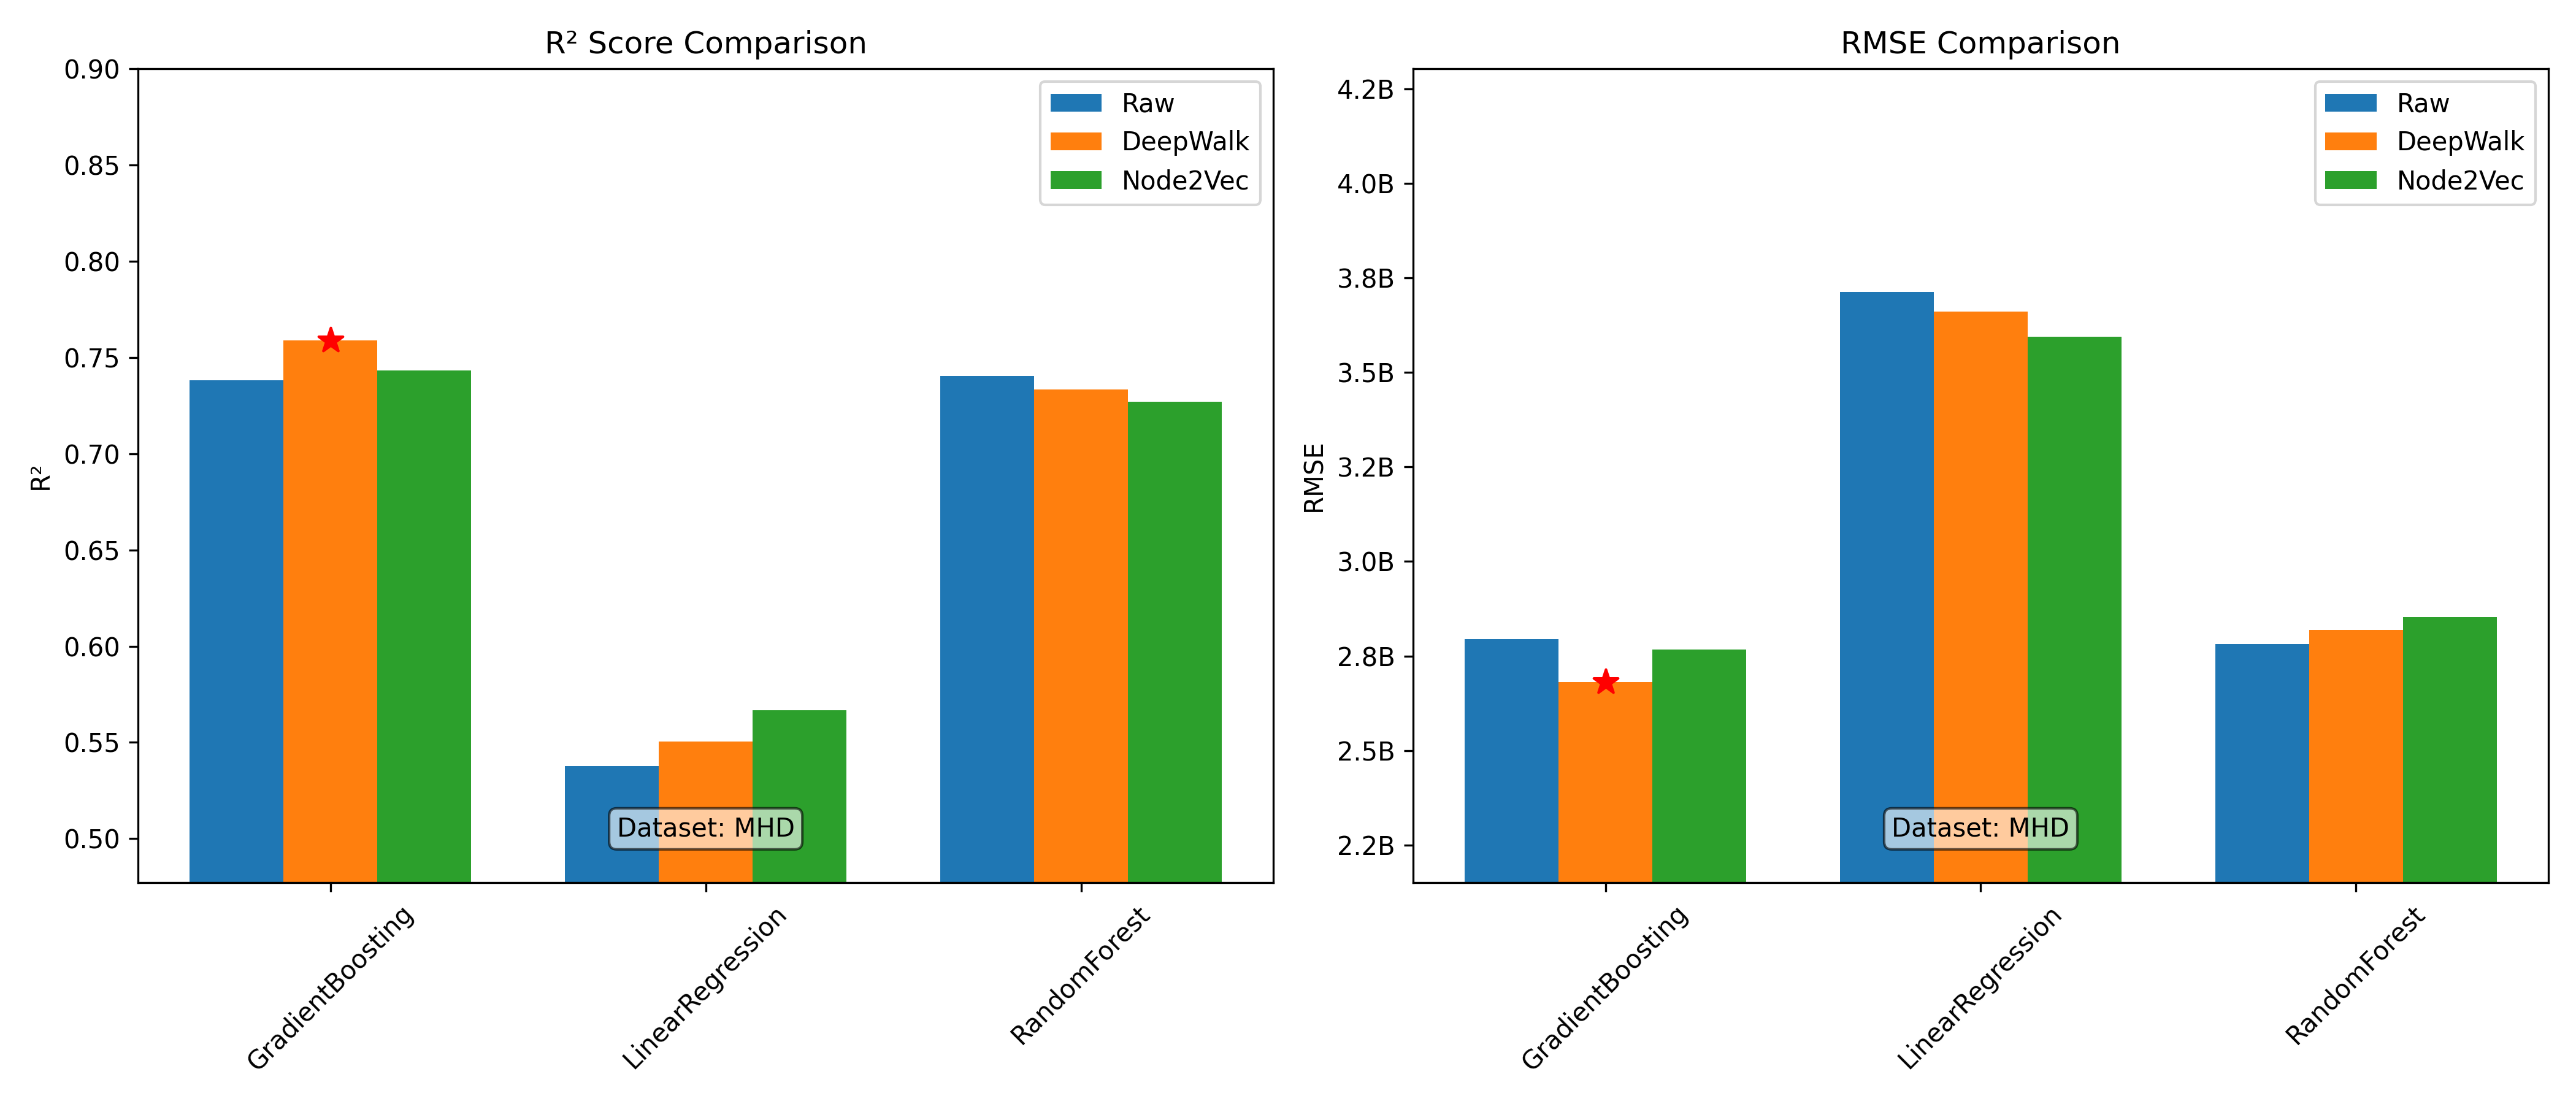 R² Score Comparison
0.90
0.85
0.80
0.75
0.70
0.65
0.60
0.55
0.50
R²
Raw
DeepWalk
Node2Vec
Dataset: MHD
GradientBoosting
LinearRegression
RandomForest
RMSE Comparison
4.2B
4.0B
3.8B
3.5B
3.2B
3.0B
2.8B
2.5B
2.2B
RMSE
Raw
DeepWalk
Node2Vec
Dataset: MHD
GradientBoosting
LinearRegression
RandomForest